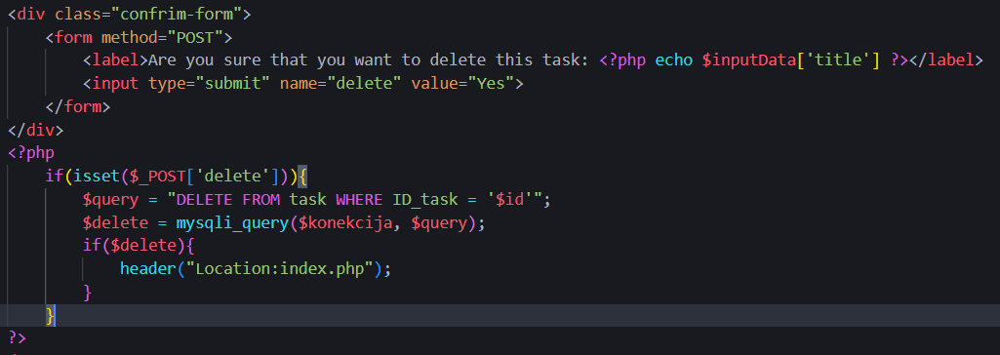 <div class="confrim-form">
    <form method="POST">
        <label>Are you sure that you want to delete this task: <?php echo $inputData['title'] ?></label>
        <input type="submit" name="delete" value="Yes">
    </form>
</div>
<?php
    if(isset($_POST['delete'])){
        $query = "DELETE FROM task WHERE ID_task = '$id'";
        $delete = mysqli_query($konekcija, $query);
        if($delete){
            header("Location:index.php");
        }
    }
?>